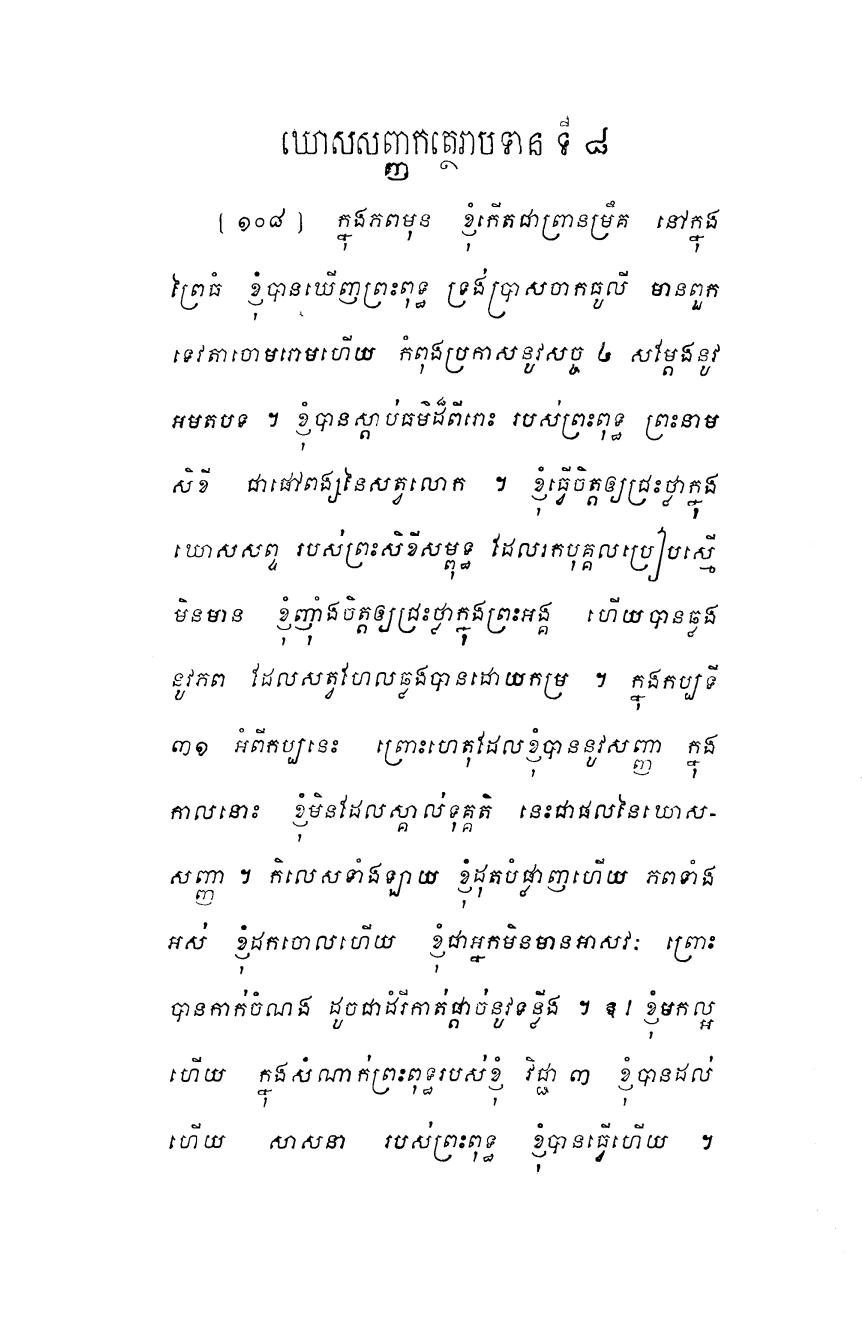 ឃោសសញ្ញកត្ថេរាបទាន ទី ៨
[ ១០៨ ] ក្នុងភពមុន ខ្ញុំកើតជាព្រានម្រឹគ នៅក្នុង
ព្រៃធំ ខ្ញុំបានឃើញព្រះពុទ្ធ ទ្រង់ប្រាសចាកធូលី មានពួក
ទេវតាចោមរោមហើយ កំពុងប្រកាសនូវសច្ច ៤ សម្តែងនូវ
អមតបទ ។ ខ្ញុំបានស្តាប់ធម៌ដ៏ពីរោះ របស់ព្រះពុទ្ធ ព្រះនាម
សិខី ជាផៅពង្សនៃសត្វលោក ។ ខ្ញុំធ្វើចិត្តឲ្យជ្រះថ្លាក្នុង
ឃោសសព្ទ របស់ព្រះសិខីសម្ពុទ្ធ ដែលរកបុគ្គលប្រៀបស្មើ
មិនមាន ខ្ញុំញ៉ាំងចិត្តឲ្យជ្រះថ្លាក្នុងព្រះអង្គ ហើយបានឆ្លង
នូវភព ដែលសត្វហែលឆ្លងបានដោយកម្រ ។ ក្នុងកប្បទី
៣១ អំពីកប្បនេះ ព្រោះហេតុដែលខ្ញុំបាននូវសញ្ញា ក្នុង
កាលនោះ ខ្ញុំមិនដែលស្គាល់ទុគ្គតិ នេះជាផលនៃឃោស-
សញ្ញា ។ កិលេសទាំងឡាយ ខ្ញុំដុតបំផ្លាញហើយ ភពទាំង
អស់ ខ្ញុំដកចោលហើយ ខ្ញុំជាអ្នកមិនមានអាសវៈ ព្រោះ
បានកាត់ចំណង ដូចជាដំរីកាត់ផ្តាច់នូវទន្លីង ។ ឱ! ខ្ញុំមកល្អ
ហើយ ក្នុងសំណាក់ព្រះពុទ្ធរបស់ខ្ញុំ វិជ្ជា ៣ ខ្ញុំបានដល់
ហើយ សាសនា របស់ព្រះពុទ្ធ ខ្ញុំបានធ្វើហើយ ។